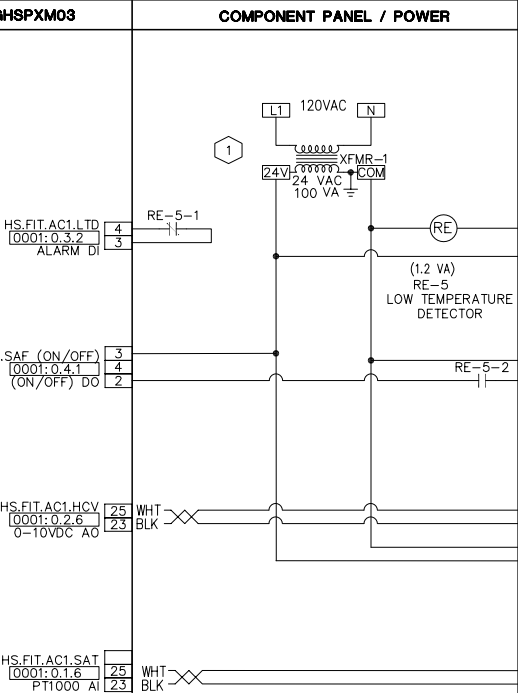 GHSPXM03
COMPONENT PANEL / POWER
L1 120VAC N
1
XFMR-1
24V COM
24 VAC
100 VA
RE-5-1
HS.FIT.AC1.LTD 4
0001:0.3.2 3
ALARM DI
RE
(1.2 VA)
RE-5
LOW TEMPERATURE
DETECTOR
.SAF (ON/OFF) 3
0001:0.4.1 4
(ON/OFF) DO 2
RE-5-2
HS.FIT.AC1.HCV 25 WHT
0001:0.2.6 23 BLK
0-10VDC AO
HS.FIT.AC1.SAT
0001:0.1.6 25 WHT
PT1000 AI 23 BLK